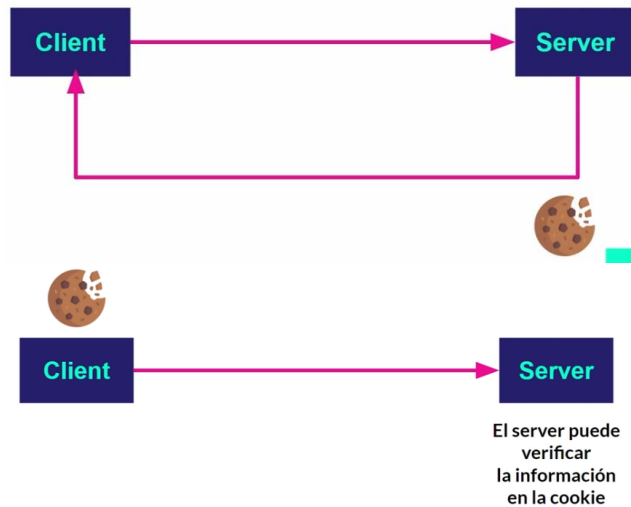 Client
Server
Client
Server
El server puede
verificar
la información
en la cookie